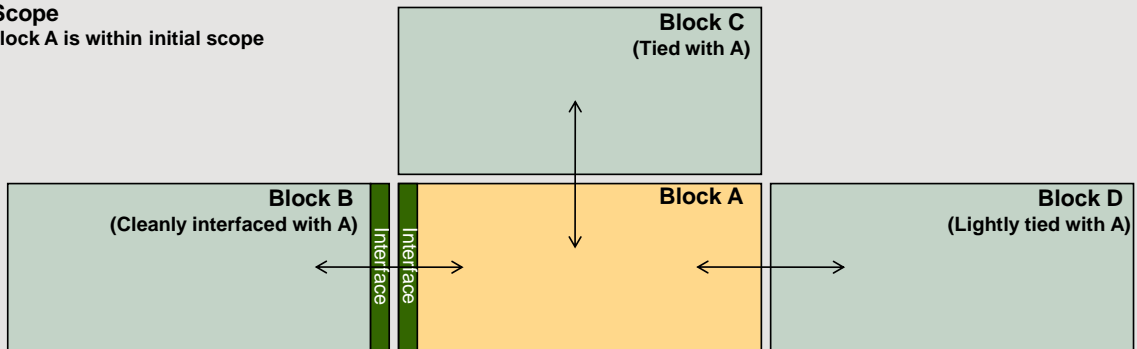 Scope
lock A is within initial scope
Block C
(Tied with A)
Block B
(Cleanly interfaced with A)
Interface
Interface
Block A
Block D
(Lightly tied with A)